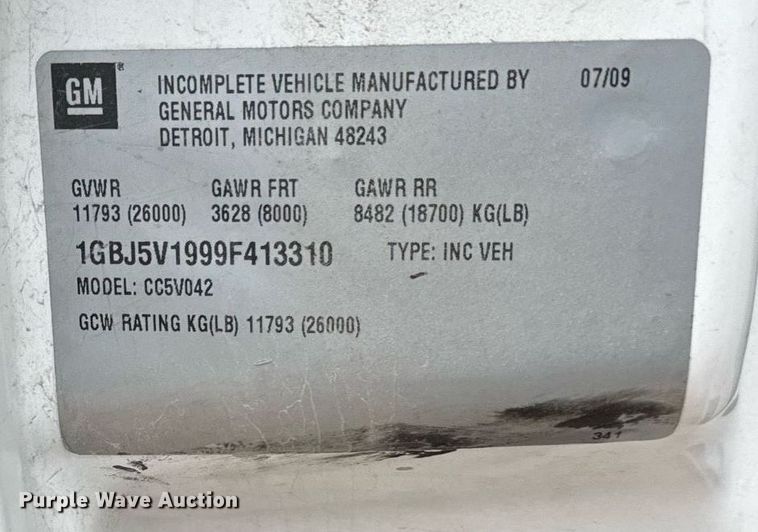 GM®
INCOMPLETE VEHICLE MANUFACTURED BY 07/09
GENERAL MOTORS COMPANY
DETROIT, MICHIGAN 48243
GVWR GAWR FRT GAWR RR
11793 (26000) 3628 (8000) 8482 (18700) KG(LB)
1GBJ5V1999F413310 TYPE: INC VEH
MODEL: CC5V042
GCW RATING KG(LB) 11793 (26000)
341
Purple Wave Auction